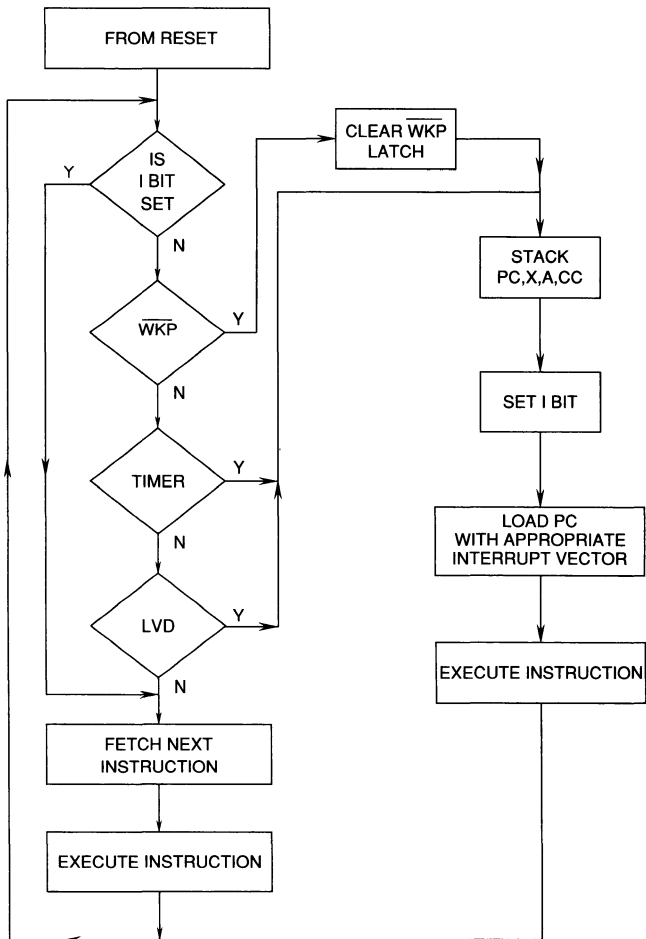 FROM RESET
IS
I BIT
SET
Y
N
WKP
Y
N
TIMER
Y
N
LVD
Y
N
FETCH NEXT
INSTRUCTION
EXECUTE INSTRUCTION
CLEAR WKP
LATCH
STACK
PC,X,A,CC
SET I BIT
LOAD PC
WITH APPROPRIATE
INTERRUPT VECTOR
EXECUTE INSTRUCTION